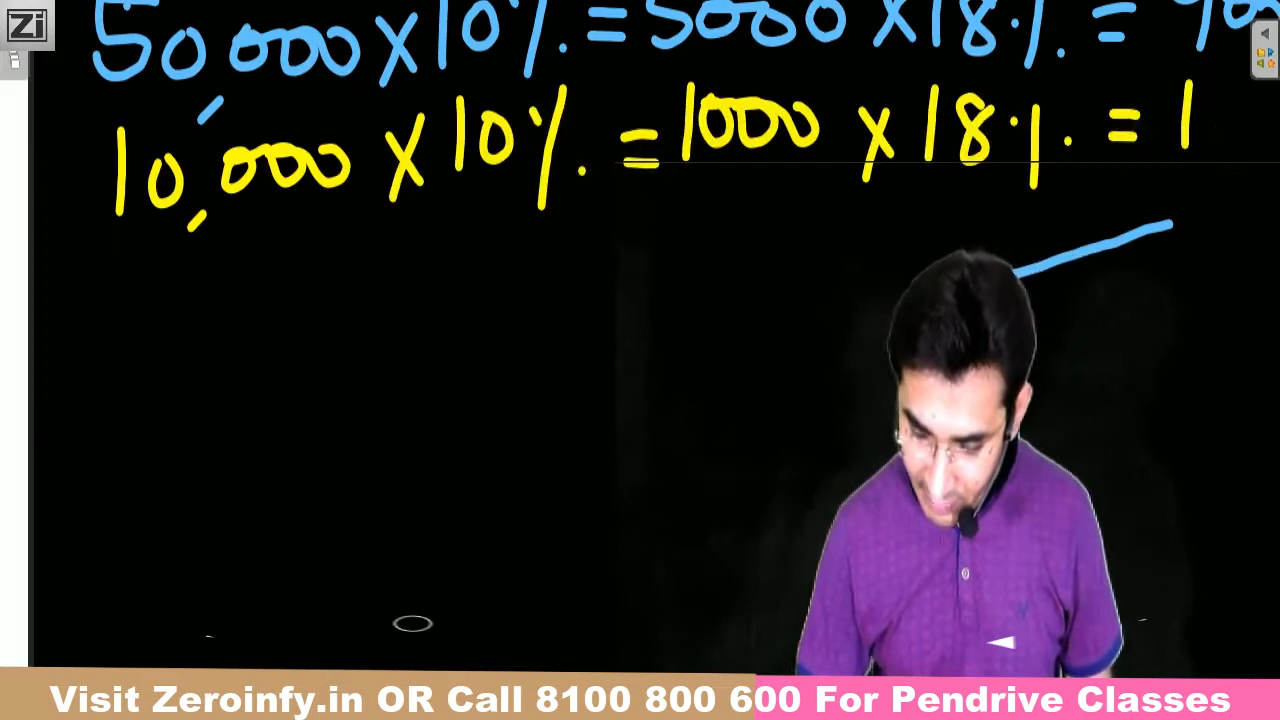 Zi
50,000 X 10%. = 5000 X 18%. = 900
10,000 X 10%. = 1000 X 18%. = 1
Visit Zeroinfy.in OR Call 8100 800 600 For Pendrive Classes